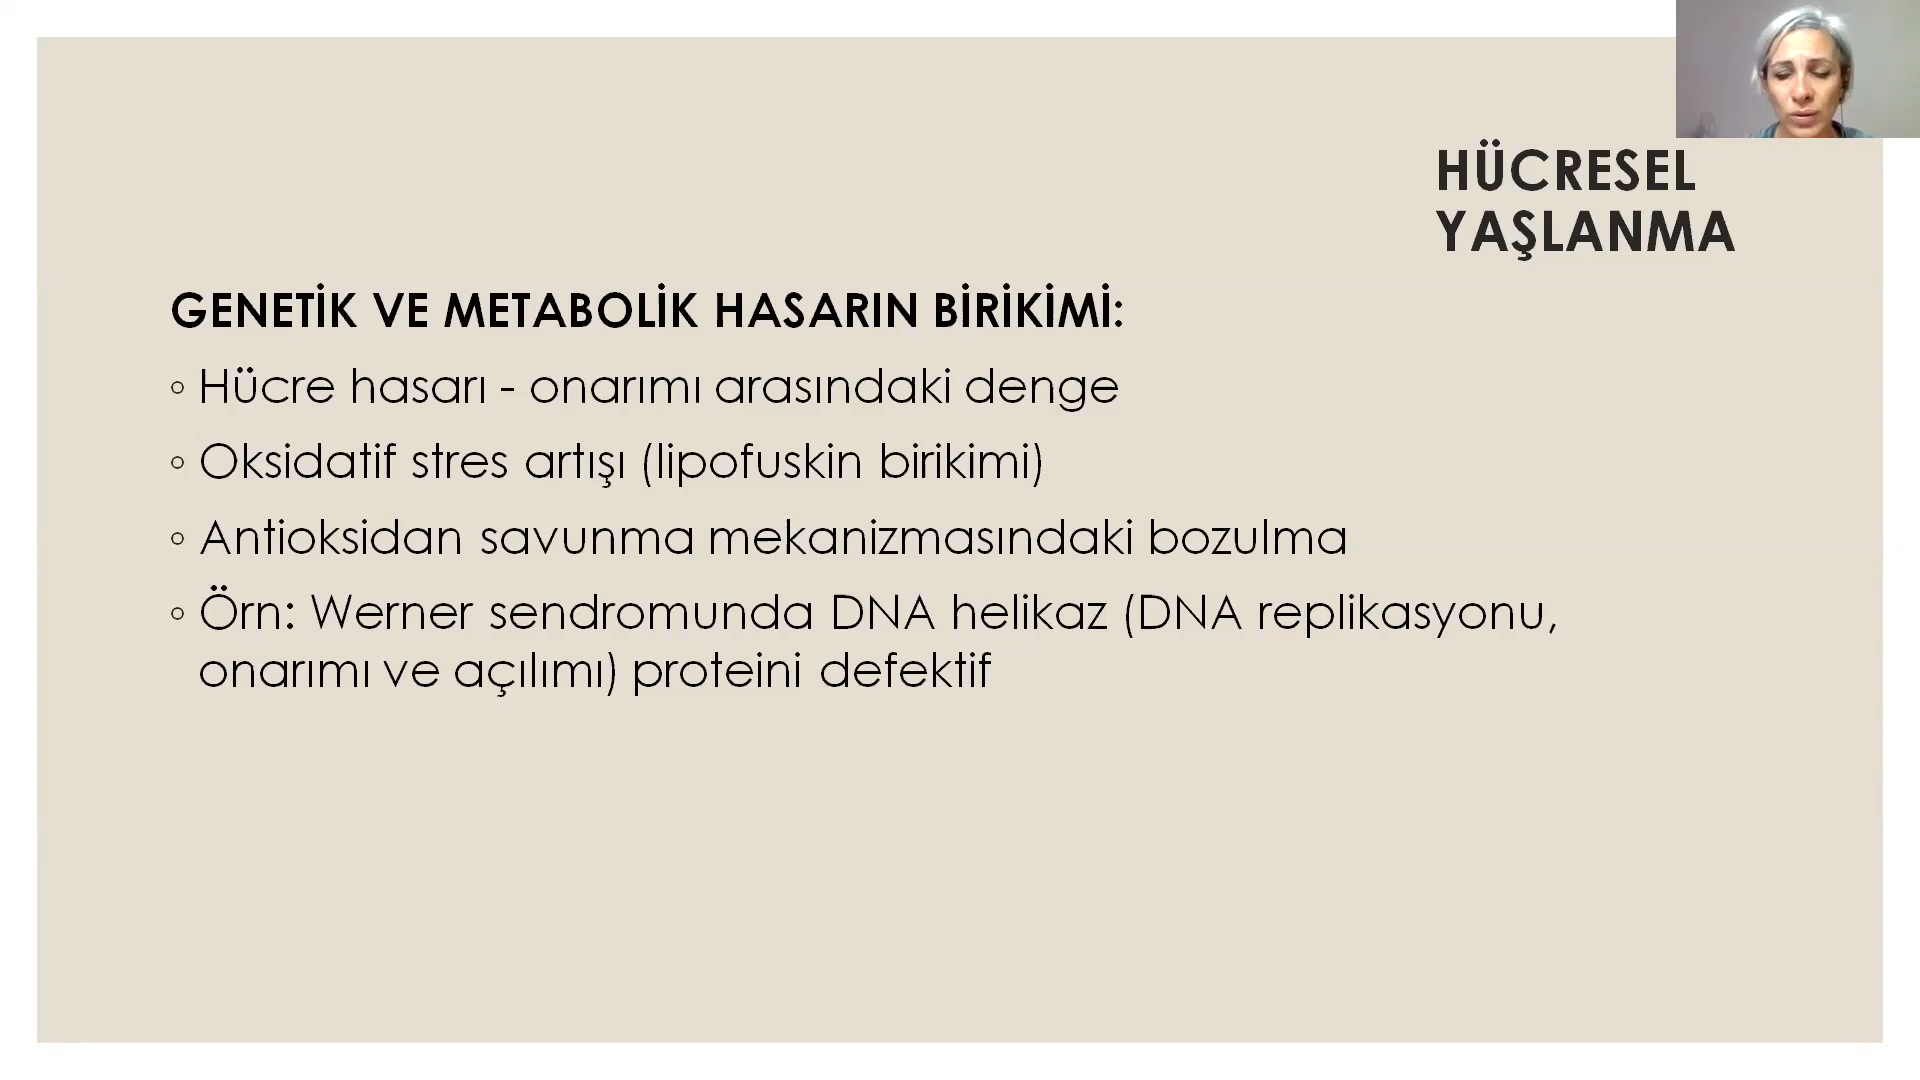 HÜCRESEL
YAŞLANMA
GENETİK VE METABOLİK HASARIN BİRİKİMİ:
◦ Hücre hasarı - onarımı arasındaki denge
◦ Oksidatif stres artışı (lipofuskin birikimi)
◦ Antioksidan savunma mekanizmasındaki bozulma
◦ Örn: Werner sendromunda DNA helikaz (DNA replikasyonu,
onarımı ve açılımı) proteini defektif